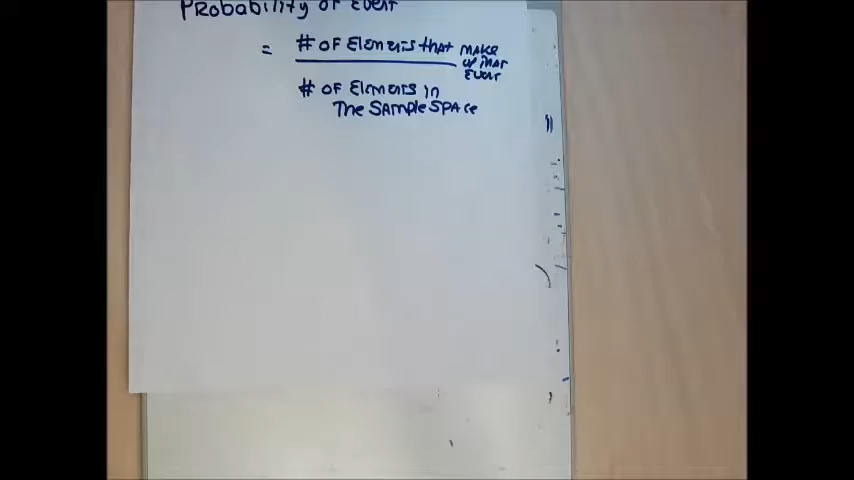 Probability of Event
= # of Elements that make
up that
Event
# of Elements in
The Sample Space